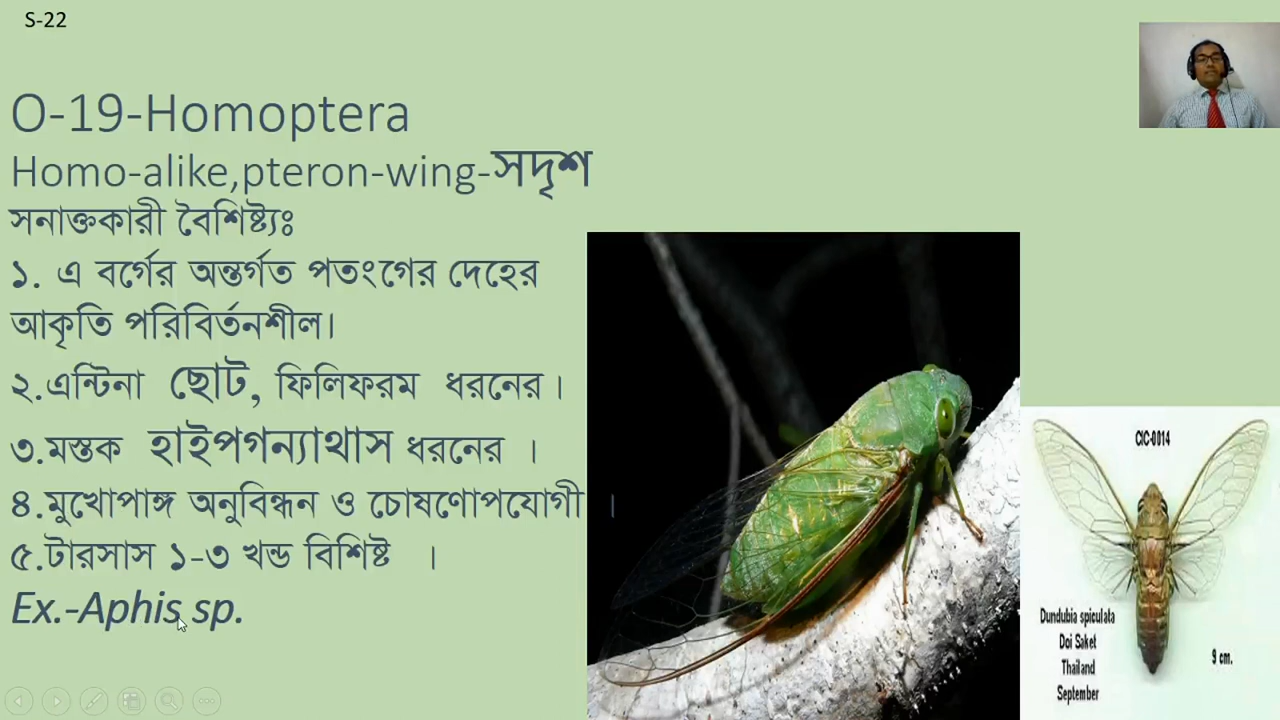 S-22
O-19-Homoptera
Homo-alike,pteron-wing-সদৃশ
সনাক্তকারী বৈশিষ্ট্যঃ
১. এ বর্গের অন্তর্গত পতংগের দেহের
আকৃতি পরিবির্তনশীল।
২.এন্টিনা ছোট, ফিলিফরম ধরনের।
৩.মস্তক হাইপগন্যাথাস ধরনের ।
৪.মুখোপাঙ্গ অনুবিন্ধন ও চোষণোপযোগী ।
৫.টারসাস ১-৩ খন্ড বিশিষ্ট ।
Ex.-Aphis sp.
CIC-0014
Dundubia spiculata
Doi Saket
Thailand
September
9 cm.